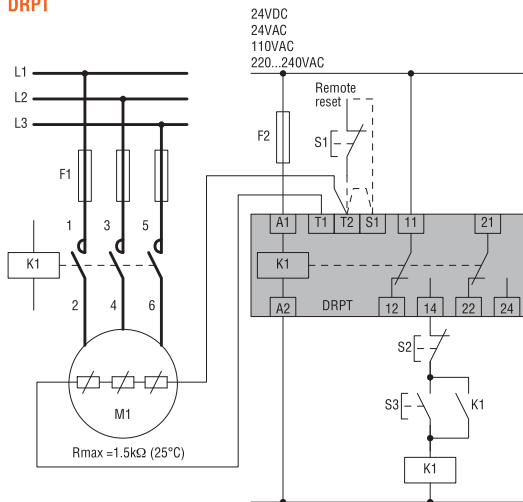 DRPT
24VDC
24VAC
110VAC
220...240VAC
L1
L2
L3
Remote
reset
F1
F2
S1
1 3 5
A1 T1 T2 S1 11 21
K1
K1
2 4 6
A2 DRPT 12 14 22 24
S2
M1
S3 K1
Rmax =1.5kΩ (25°C)
K1